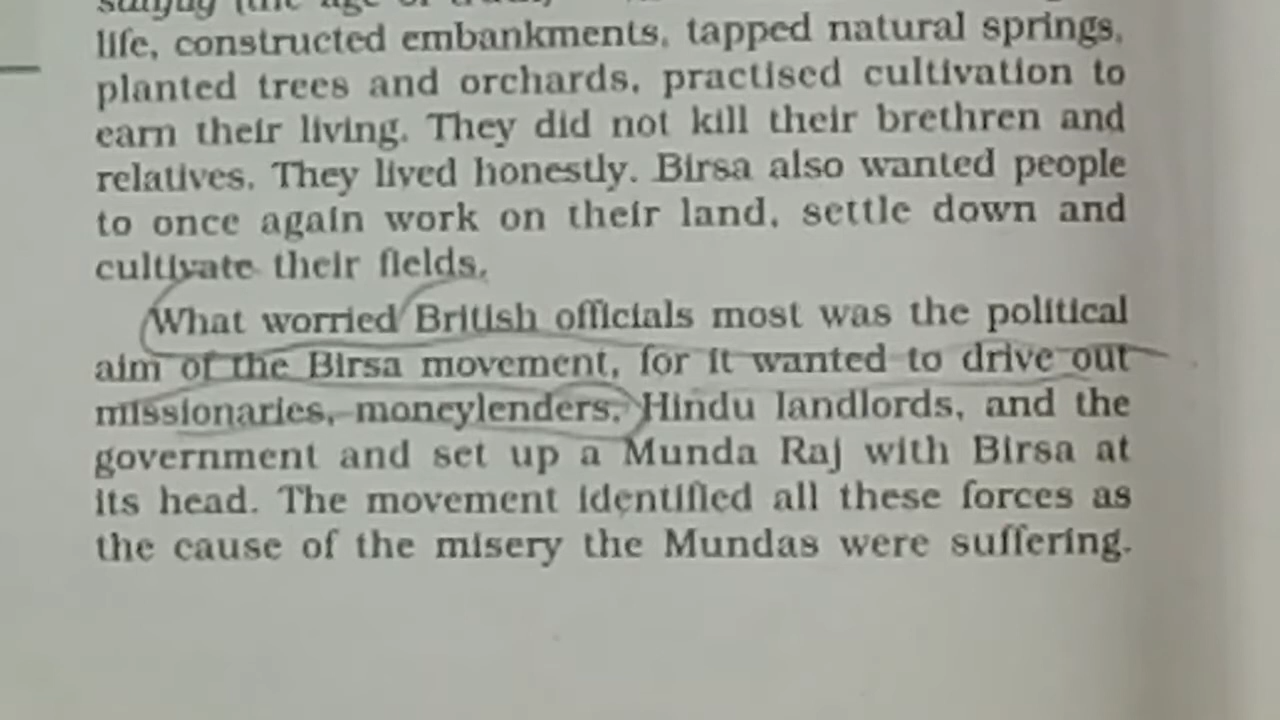 satyug (the age of truth)
life, constructed embankments, tapped natural springs,
planted trees and orchards, practised cultivation to
earn their living. They did not kill their brethren and
relatives. They lived honestly. Birsa also wanted people
to once again work on their land, settle down and
cultivate their fields.
What worried British officials most was the political
aim of the Birsa movement, for it wanted to drive out
missionaries, moneylenders, Hindu landlords, and the
government and set up a Munda Raj with Birsa at
its head. The movement identified all these forces as
the cause of the misery the Mundas were suffering.